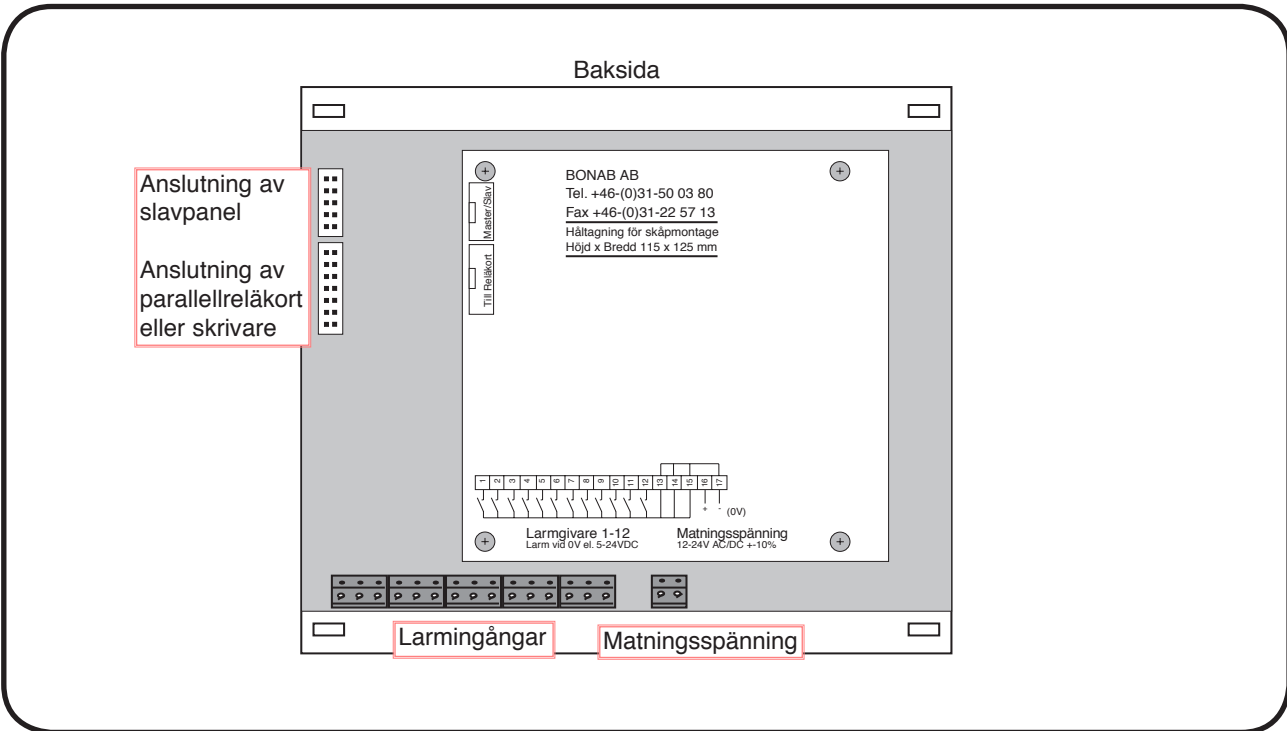 Baksida
Anslutning av
slavpanel
Anslutning av
parallellreläkort
eller skrivare
Master/Slav
Till Reläkort
BONAB AB
Tel. +46-(0)31-50 03 80
Fax +46-(0)31-22 57 13
Håltagning för skåpmontage
Höjd x Bredd 115 x 125 mm
1 2 3 4 5 6 7 8 9 10 11 12 13 14 15 16 17
+ - (0V)
Larmgivare 1-12
Larm vid 0V el. 5-24VDC
Matningsspänning
12-24V AC/DC +-10%
Larmingångar
Matningsspänning